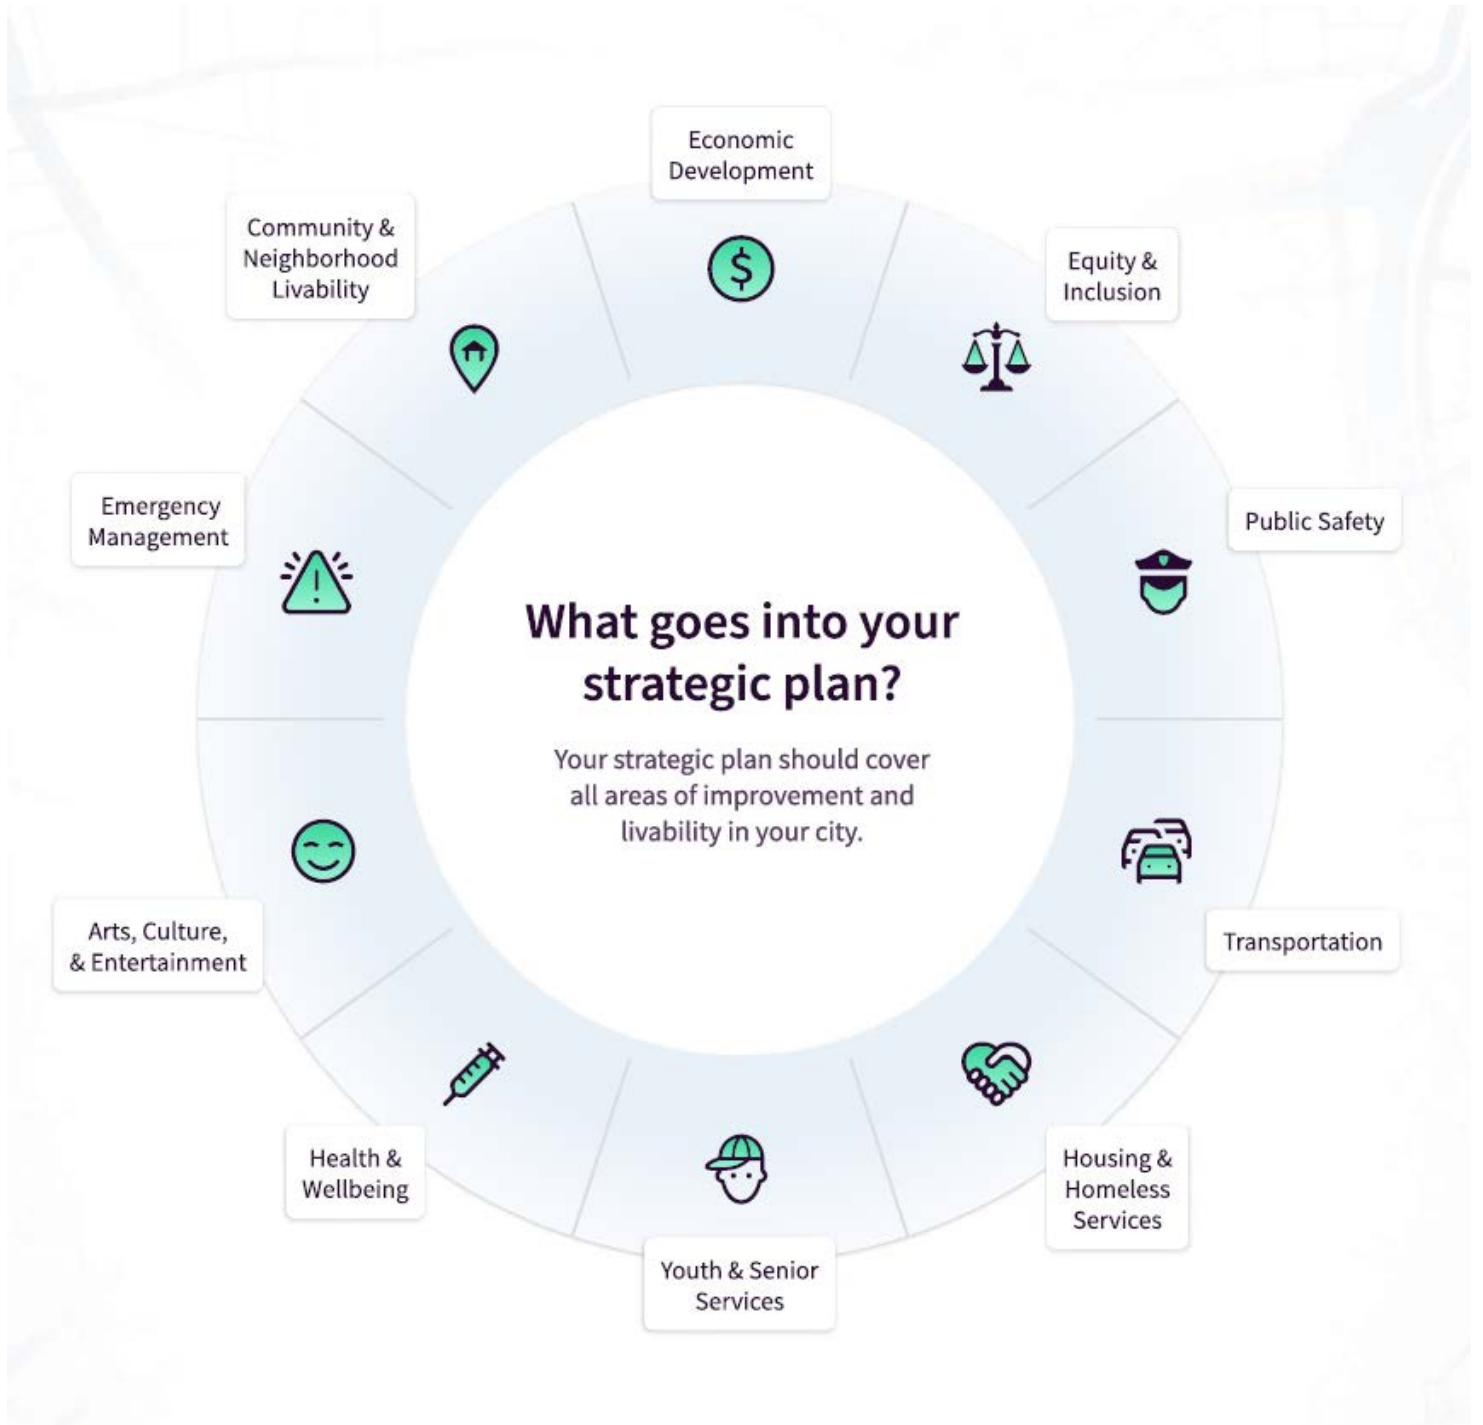 Economic
Development
Equity &
Inclusion
Public Safety
Transportation
Housing &
Homeless
Services
Youth & Senior
Services
Health &
Wellbeing
Arts, Culture,
& Entertainment
Emergency
Management
Community &
Neighborhood
Livability
What goes into your
strategic plan?
Your strategic plan should cover
all areas of improvement and
livability in your city.